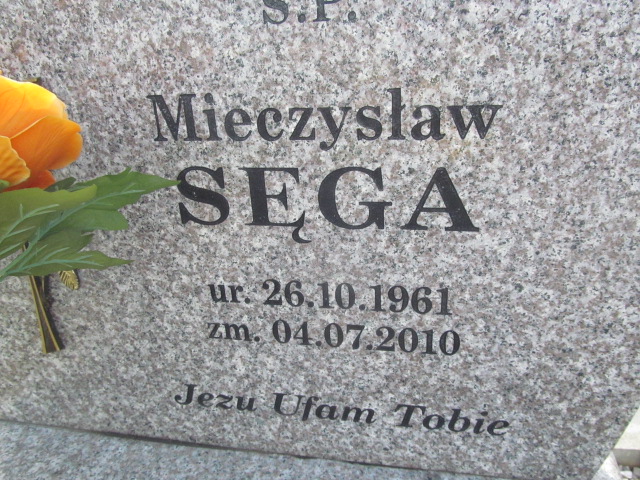 Ś.P.
Mieczysław
SĘGA
ur. 26.10.1961
zm. 04.07.2010
Jezu Ufam Tobie